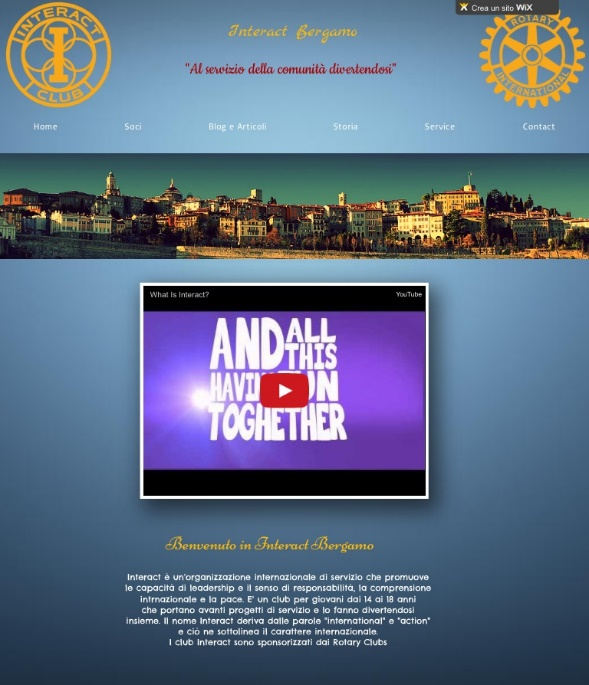 Crea un sito WiX
INTERACT
I
CLUB
Interact Bergamo
ROTARY
INTERNATIONAL
"Al servizio della comunità divertendosi"
Home Soci Blog e Articoli Storia Service Contact
What Is Interact? YouTube
AND ALL
THIS
TOGHETHER
Benvenuto in Interact Bergamo
Interact è un'organizzazione internazionale di servizio che promuove
le capacità di leadership e il senso di responsabilità, la comprensione
intrnazionale e la pace. E' un club per giovani dai 14 ai 18 anni
che portano avanti progetti di servizio e lo fanno divertendosi
insieme. Il nome Interact deriva dalle parole "international" e "action"
e ciò ne sottolinea il carattere internazionale.
I club Interact sono sponsorizzati dai Rotary Clubs